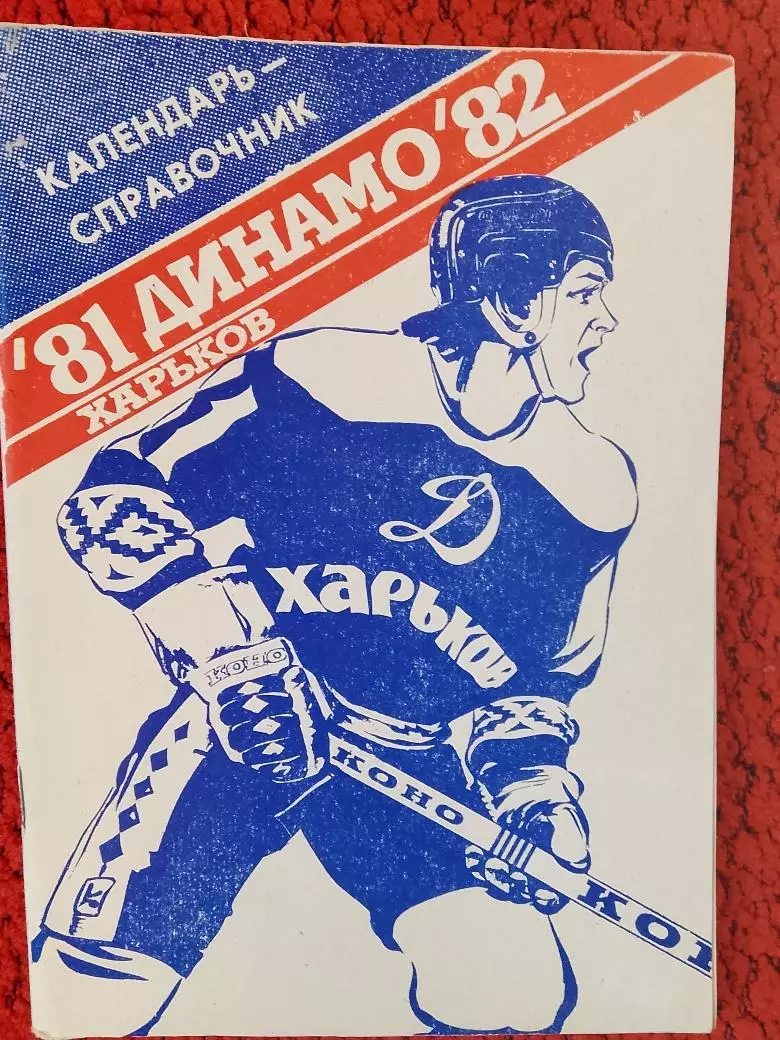 КАЛЕНДАРЬ–
СПРАВОЧНИК
'81 ДИНАМО '82
ХАРЬКОВ
Д
ХАРЬКОВ
КОНО
КОНО
КОН
К